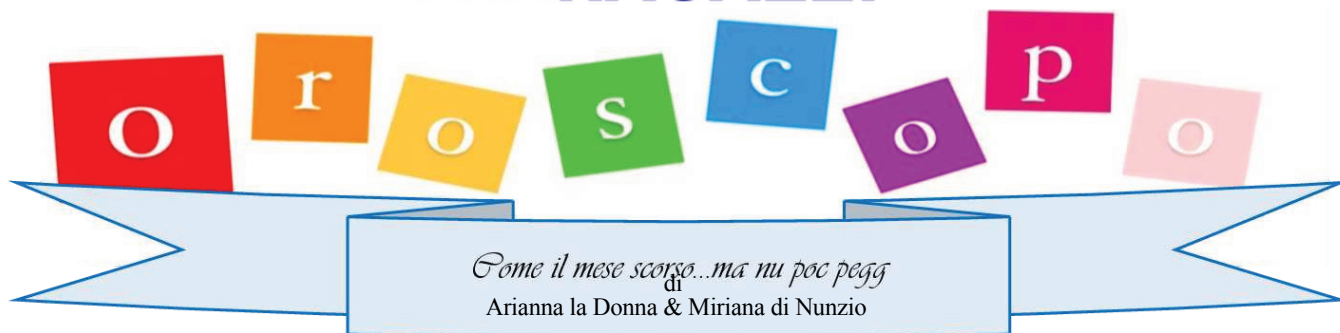 oroscopo
Come il mese scorso...ma nu poc pegg
di
Arianna la Donna & Miriana di Nunzio